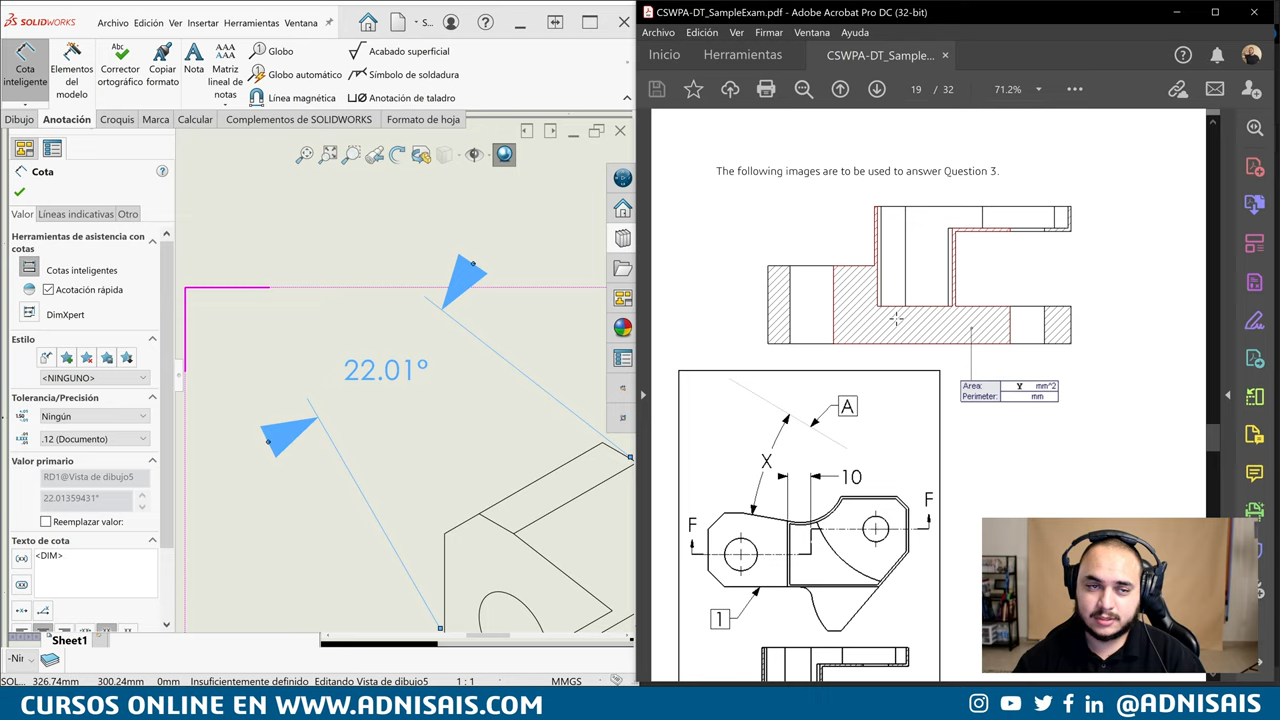 SOLIDWORKS
Archivo Edición Ver Insertar Herramientas Ventana
S...
Cota inteligente
Elementos del modelo
Corrector ortográfico
Copiar formato
Nota
Matriz lineal de notas
Globo
Globo automático
Línea magnética
Acabado superficial
Símbolo de soldadura
Anotación de taladro
Dibujo Anotación Croquis Marca Calcular Complementos de SOLIDWORKS Formato de hoja
Cota
Valor Líneas indicativas Otro
Herramientas de asistencia con cotas
Cotas inteligentes
Acotación rápida
DimXpert
Estilo
<NINGUNO>
Tolerancia/Precisión
Ningún
.12 (Documento)
Valor primario
RD1@Vista de dibujo5
22.01359431°
Reemplazar valor:
Texto de cota
<DIM>
22.01°
Sheet1
-Nir
SOL... 326.74mm 300.24mm 0mm Insuficientemente definido Editando Vista de dibujo5 1 : 1 MMGS
CSWPA-DT_SampleExam.pdf - Adobe Acrobat Pro DC (32-bit)
Archivo Edición Ver Firmar Ventana Ayuda
Inicio Herramientas CSWPA-DT_Sample...
19 / 32 71.2%
The following images are to be used to answer Question 3.
Area: Y mm^2
Perimeter: mm
A
X
10
F
F
1
CURSOS ONLINE EN WWW.ADNISAIS.COM
@ADNISAIS